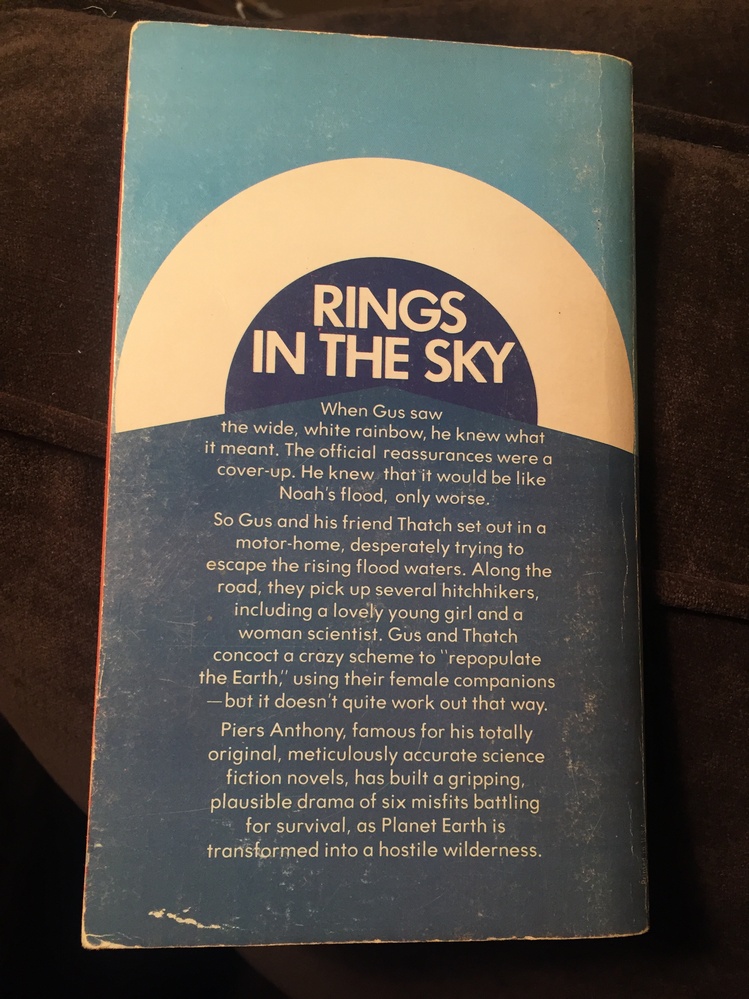 RINGS
IN THE SKY
When Gus saw
the wide, white rainbow, he knew what
it meant. The official reassurances were a
cover-up. He knew that it would be like
Noah's flood, only worse.
So Gus and his friend Thatch set out in a
motor-home, desperately trying to
escape the rising flood waters. Along the
road, they pick up several hitchhikers,
including a lovely young girl and a
woman scientist. Gus and Thatch
concoct a crazy scheme to "repopulate
the Earth," using their female companions
—but it doesn't quite work out that way.
Piers Anthony, famous for his totally
original, meticulously accurate science
fiction novels, has built a gripping,
plausible drama of six misfits battling
for survival, as Planet Earth is
transformed into a hostile wilderness.